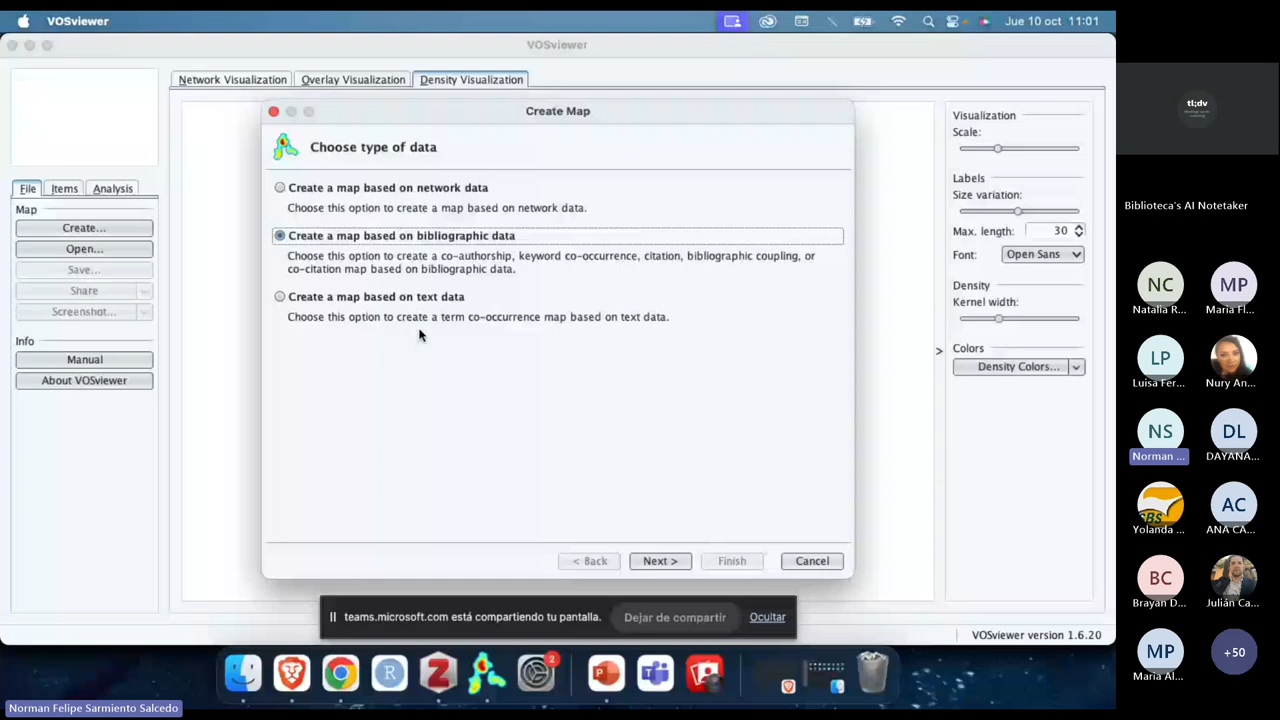 VOSviewer
Jue 10 oct 11:01
VOSviewer
Network Visualization
Overlay Visualization
Density Visualization
File
Items
Analysis
Map
Create...
Open...
Save...
Share
Screenshot...
Info
Manual
About VOSviewer
Create Map
Choose type of data
Create a map based on network data
Choose this option to create a map based on network data.
Create a map based on bibliographic data
Choose this option to create a co-authorship, keyword co-occurrence, citation, bibliographic coupling, or
co-citation map based on bibliographic data.
Create a map based on text data
Choose this option to create a term co-occurrence map based on text data.
< Back
Next >
Finish
Cancel
Visualization
Scale:
Labels
Size variation:
Max. length:
30
Font:
Open Sans
Density
Kernel width:
>
Colors
Density Colors...
VOSviewer version 1.6.20
teams.microsoft.com está compartiendo tu pantalla.
Dejar de compartir
Ocultar
R
Z
2
P
T
Norman Felipe Sarmiento Salcedo
tl;dv
Biblioteca's AI Notetaker
NC
Natalia R...
MP
Maria Fl...
LP
Luisa Fer...
Nury An...
NS
Norman ...
DL
DAYANA...
SBS
Yolanda ...
AC
ANA CA...
BC
Brayan D...
Julián Ca...
MP
Maria Al...
+50